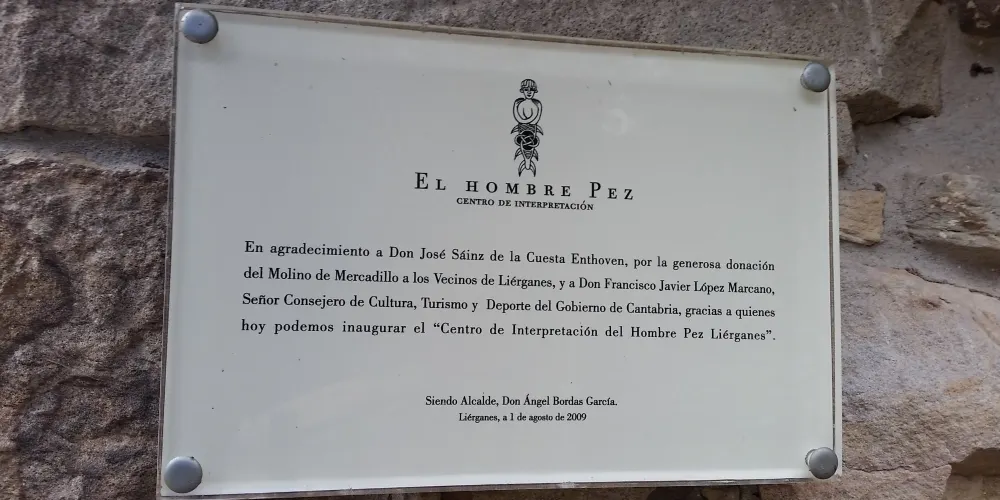 EL HOMBRE PEZ
CENTRO DE INTERPRETACIÓN
En agradecimiento a Don José Sáinz de la Cuesta Enthoven, por la generosa donación
del Molino de Mercadillo a los Vecinos de Liérganes, y a Don Francisco Javier López Marcano,
Señor Consejero de Cultura, Turismo y Deporte del Gobierno de Cantabria, gracias a quienes
hoy podemos inaugurar el “Centro de Interpretación del Hombre Pez Liérganes”.
Siendo Alcalde, Don Ángel Bordas García.
Liérganes, a 1 de agosto de 2009